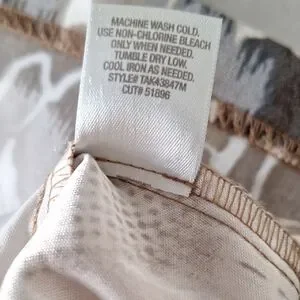 MACHINE WASH COLD.
USE NON-CHLORINE BLEACH
ONLY WHEN NEEDED.
TUMBLE DRY LOW.
COOL IRON AS NEEDED.
STYLE# TAK43847M
CUT# 51896